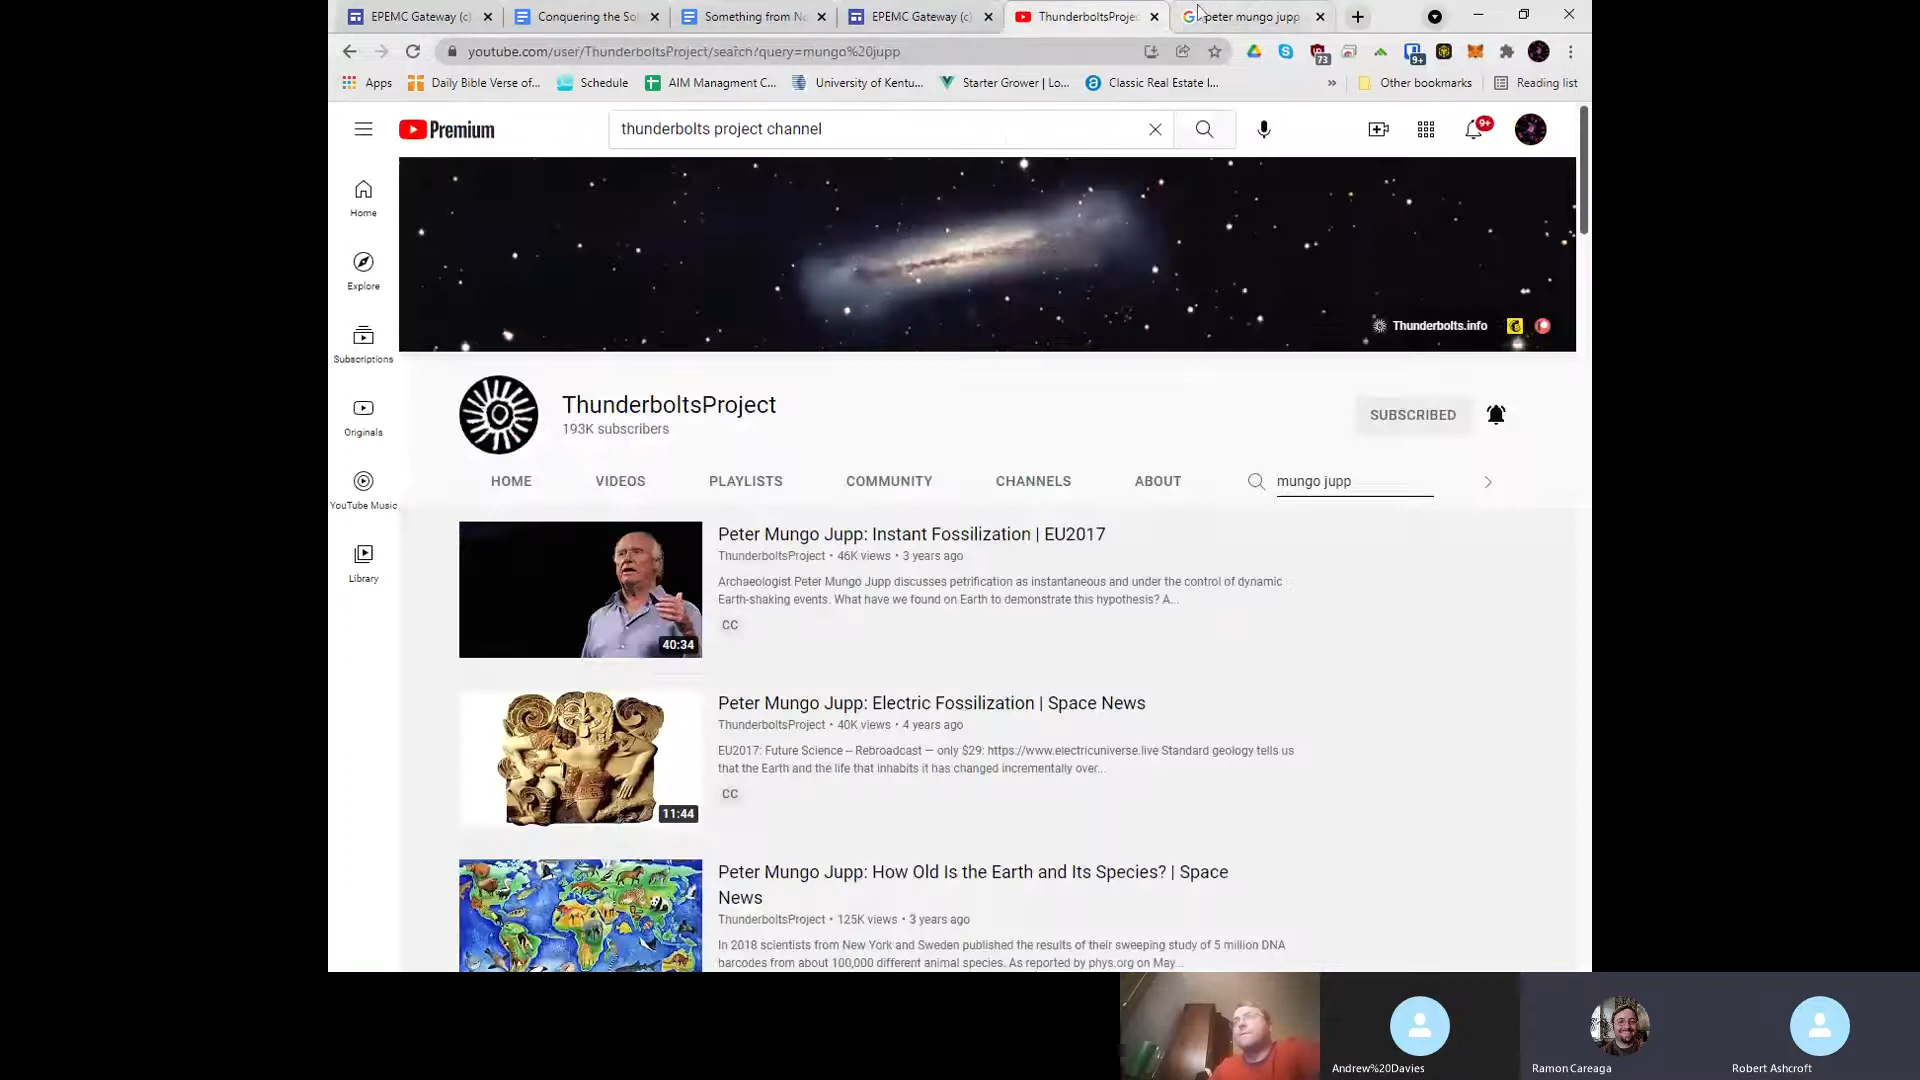 EPEMC Gateway (c)
Conquering the So
Something from No
EPEMC Gateway (c)
ThunderboltsProjec
peter mungo jupp
youtube.com/user/ThunderboltsProject/search?query=mungo%20jupp
73
9+
Apps
Daily Bible Verse of...
Schedule
AIM Managment C...
University of Kentu...
Starter Grower | Lo...
Classic Real Estate I...
»
Other bookmarks
Reading list
Premium
thunderbolts project channel
9+
Home
Explore
Subscriptions
Originals
YouTube Music
Library
Thunderbolts.info
ThunderboltsProject
193K subscribers
SUBSCRIBED
HOME
VIDEOS
PLAYLISTS
COMMUNITY
CHANNELS
ABOUT
mungo jupp
Peter Mungo Jupp: Instant Fossilization | EU2017
ThunderboltsProject • 46K views • 3 years ago
Archaeologist Peter Mungo Jupp discusses petrification as instantaneous and under the control of dynamic
Earth-shaking events. What have we found on Earth to demonstrate this hypothesis? A...
CC
40:34
Peter Mungo Jupp: Electric Fossilization | Space News
ThunderboltsProject • 40K views • 4 years ago
EU2017: Future Science -- Rebroadcast — only $29: https://www.electricuniverse.live Standard geology tells us
that the Earth and the life that inhabits it has changed incrementally over...
CC
11:44
Peter Mungo Jupp: How Old Is the Earth and Its Species? | Space
News
ThunderboltsProject • 125K views • 3 years ago
In 2018 scientists from New York and Sweden published the results of their sweeping study of 5 million DNA
barcodes from about 100,000 different animal species. As reported by phys.org on May...
Andrew%20Davies
Ramon Careaga
Robert Ashcroft